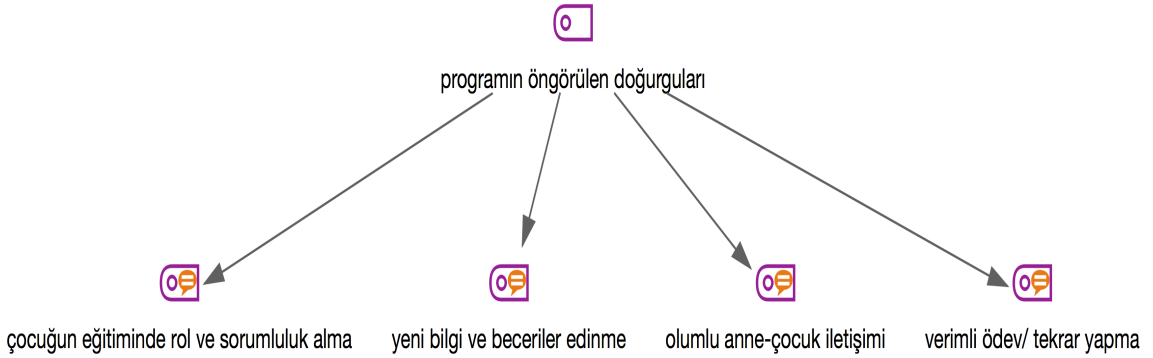 programın öngörülen doğurguları
çocuğun eğitiminde rol ve sorumluluk alma
yeni bilgi ve beceriler edinme
olumlu anne-çocuk iletişimi
verimli ödev/ tekrar yapma